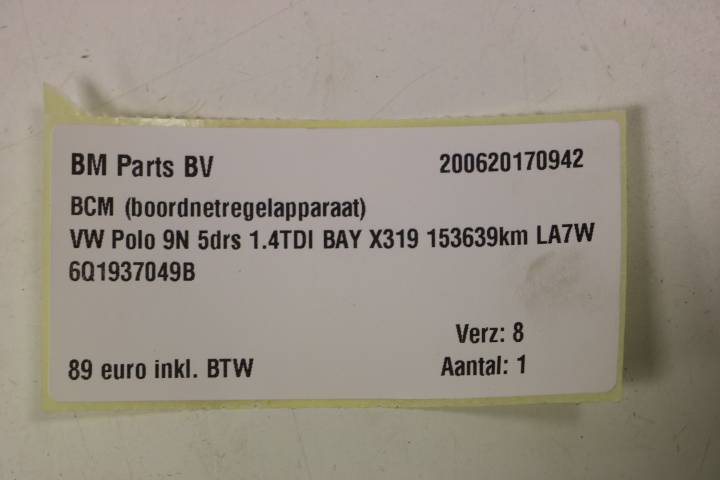 BM Parts BV 200620170942
BCM (boordnetregelapparaat)
VW Polo 9N 5drs 1.4TDI BAY X319 153639km LA7W
6Q1937049B
Verz: 8
89 euro inkl. BTW Aantal: 1